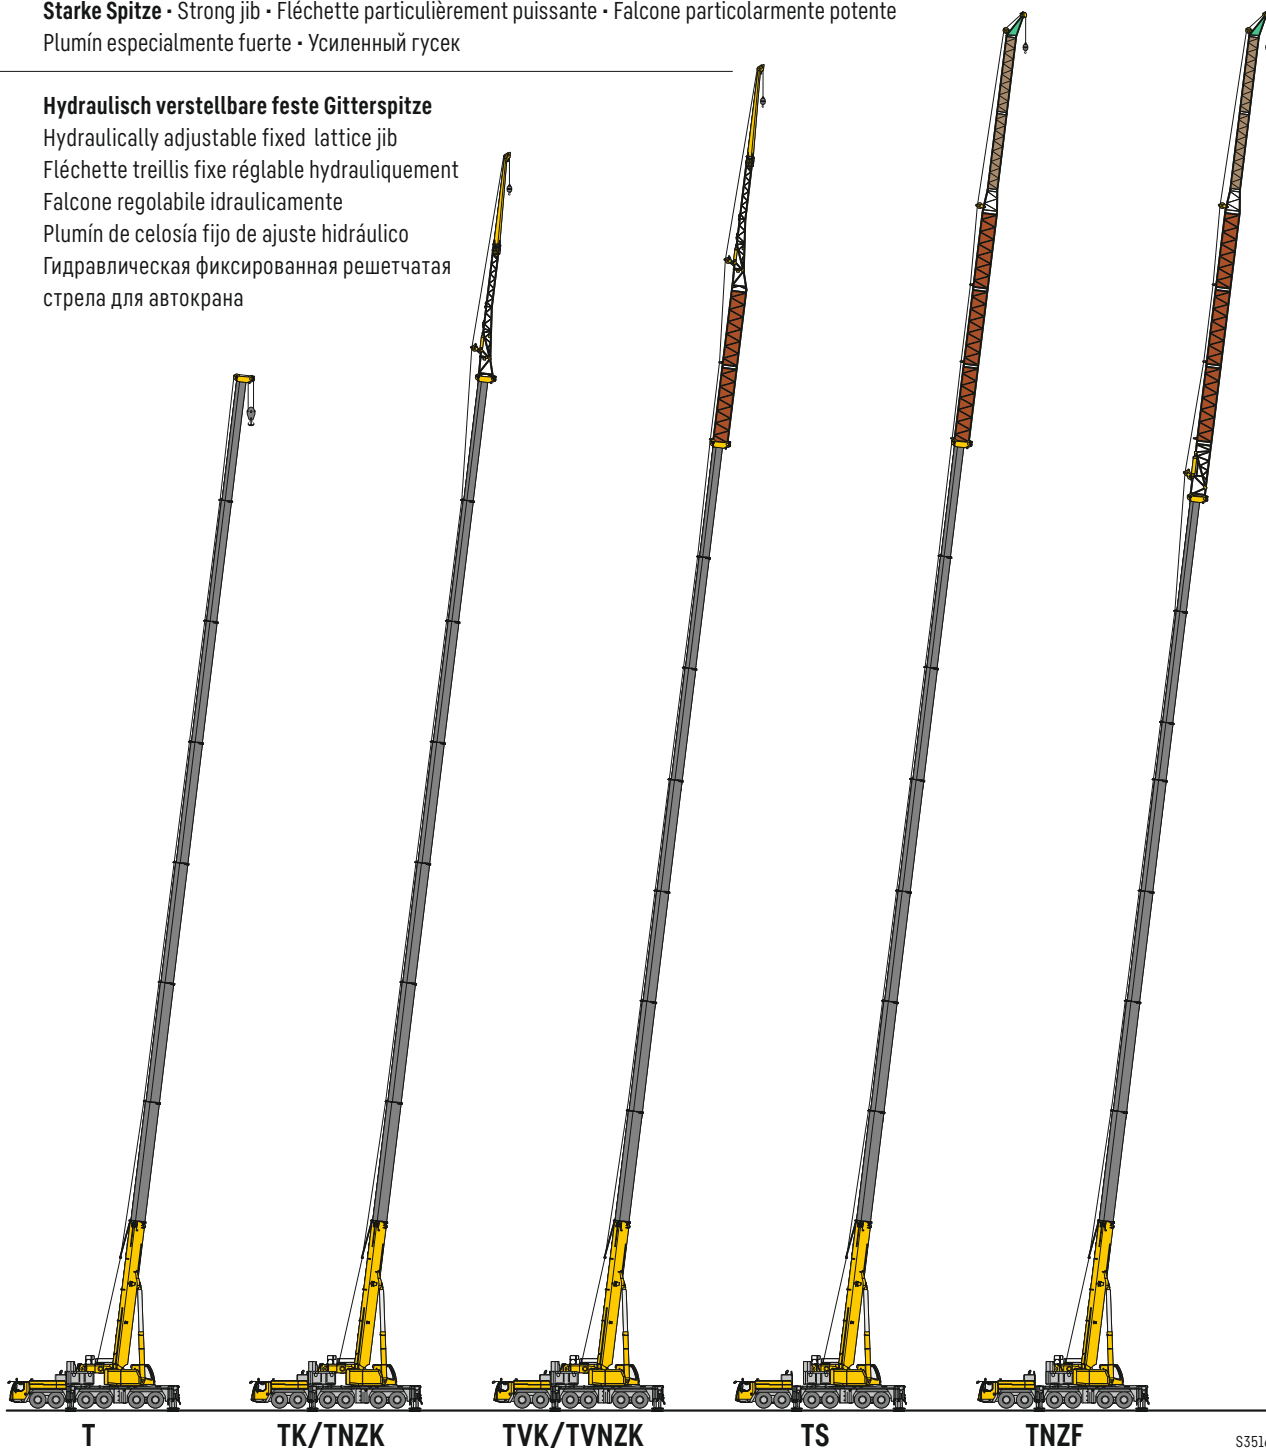 Starke Spitze · Strong jib · Fléchette particulièrement puissante · Falcone particolarmente potente
Plumín especialmente fuerte · Усиленный гусек
Hydraulisch verstellbare feste Gitterspitze
Hydraulically adjustable fixed lattice jib
Fléchette treillis fixe réglable hydrauliquement
Falcone regolabile idraulicamente
Plumín de celosía fijo de ajuste hidráulico
Гидравлическая фиксированная решетчатая
стрела для автокрана
T
TK/TNZK
TVK/TVNZK
TS
TNZF